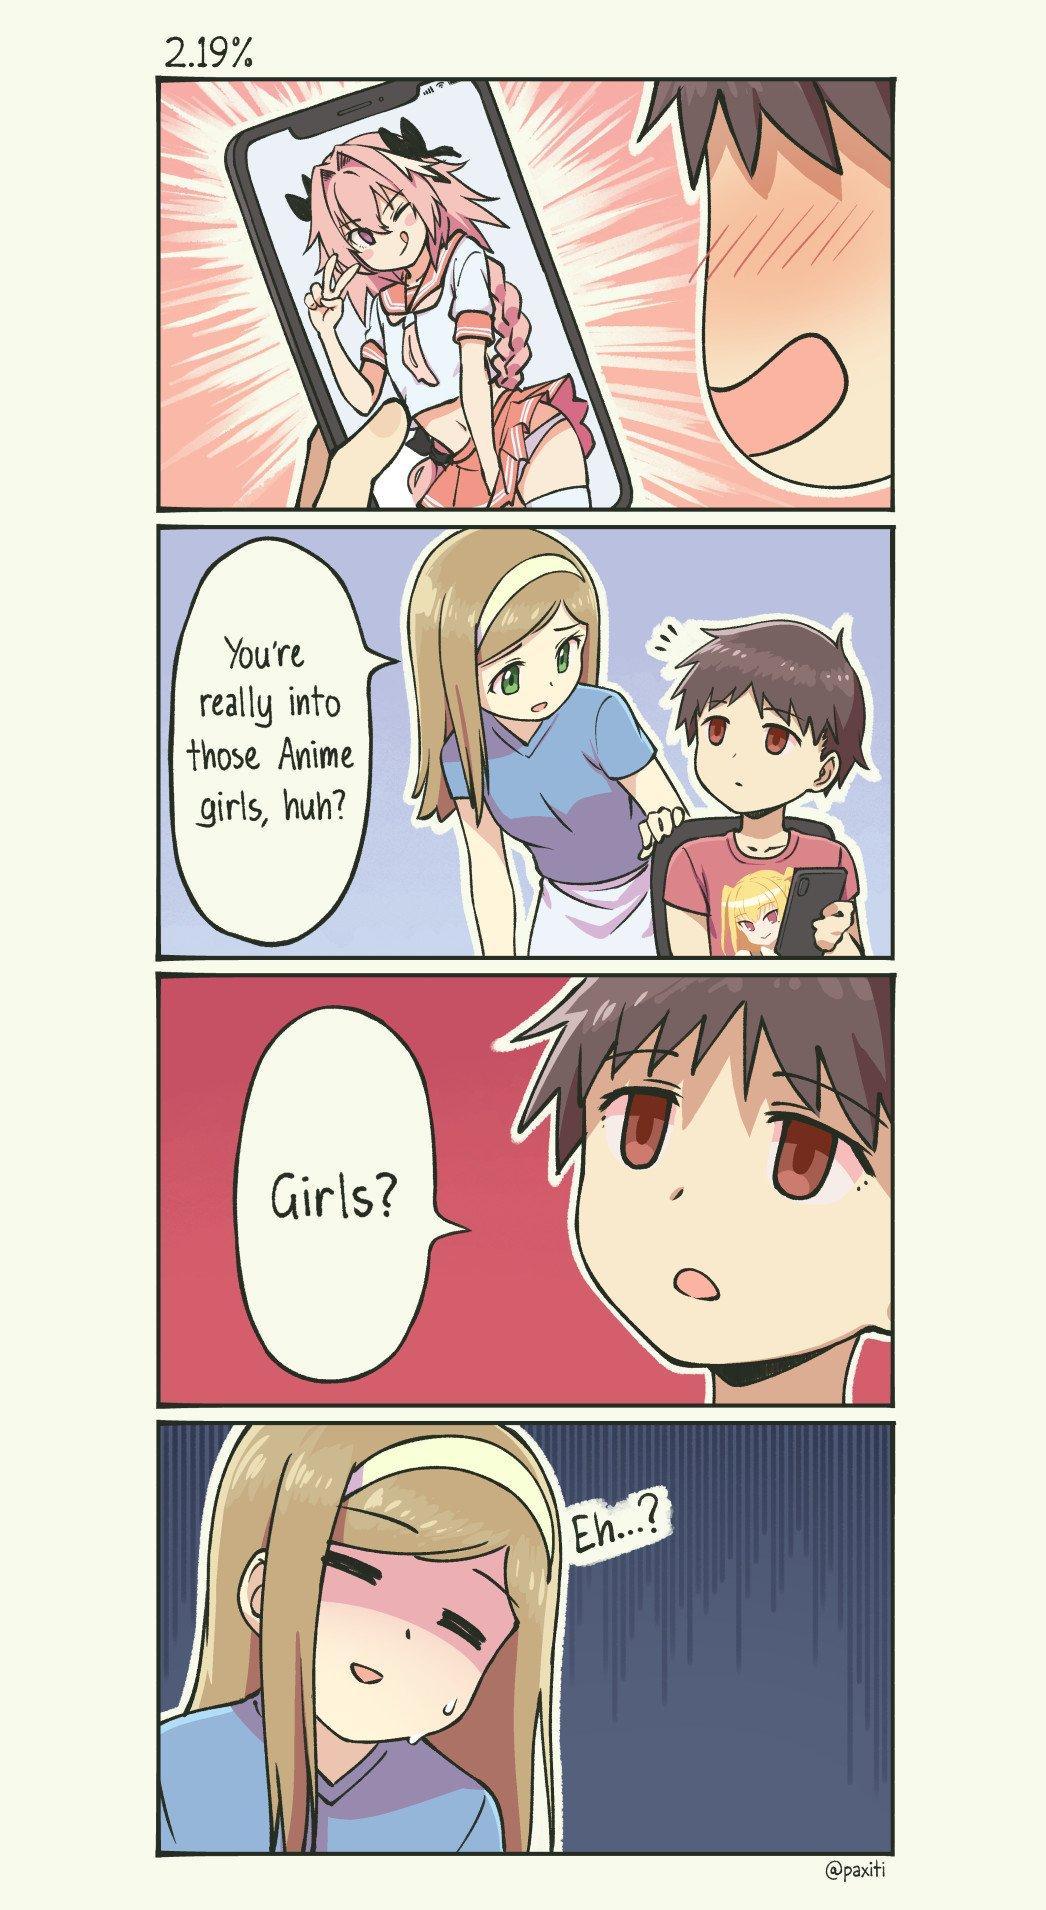 2.19%
You're
really into
those Anime
girls, huh?
Girls?
Eh...?
@paxiti